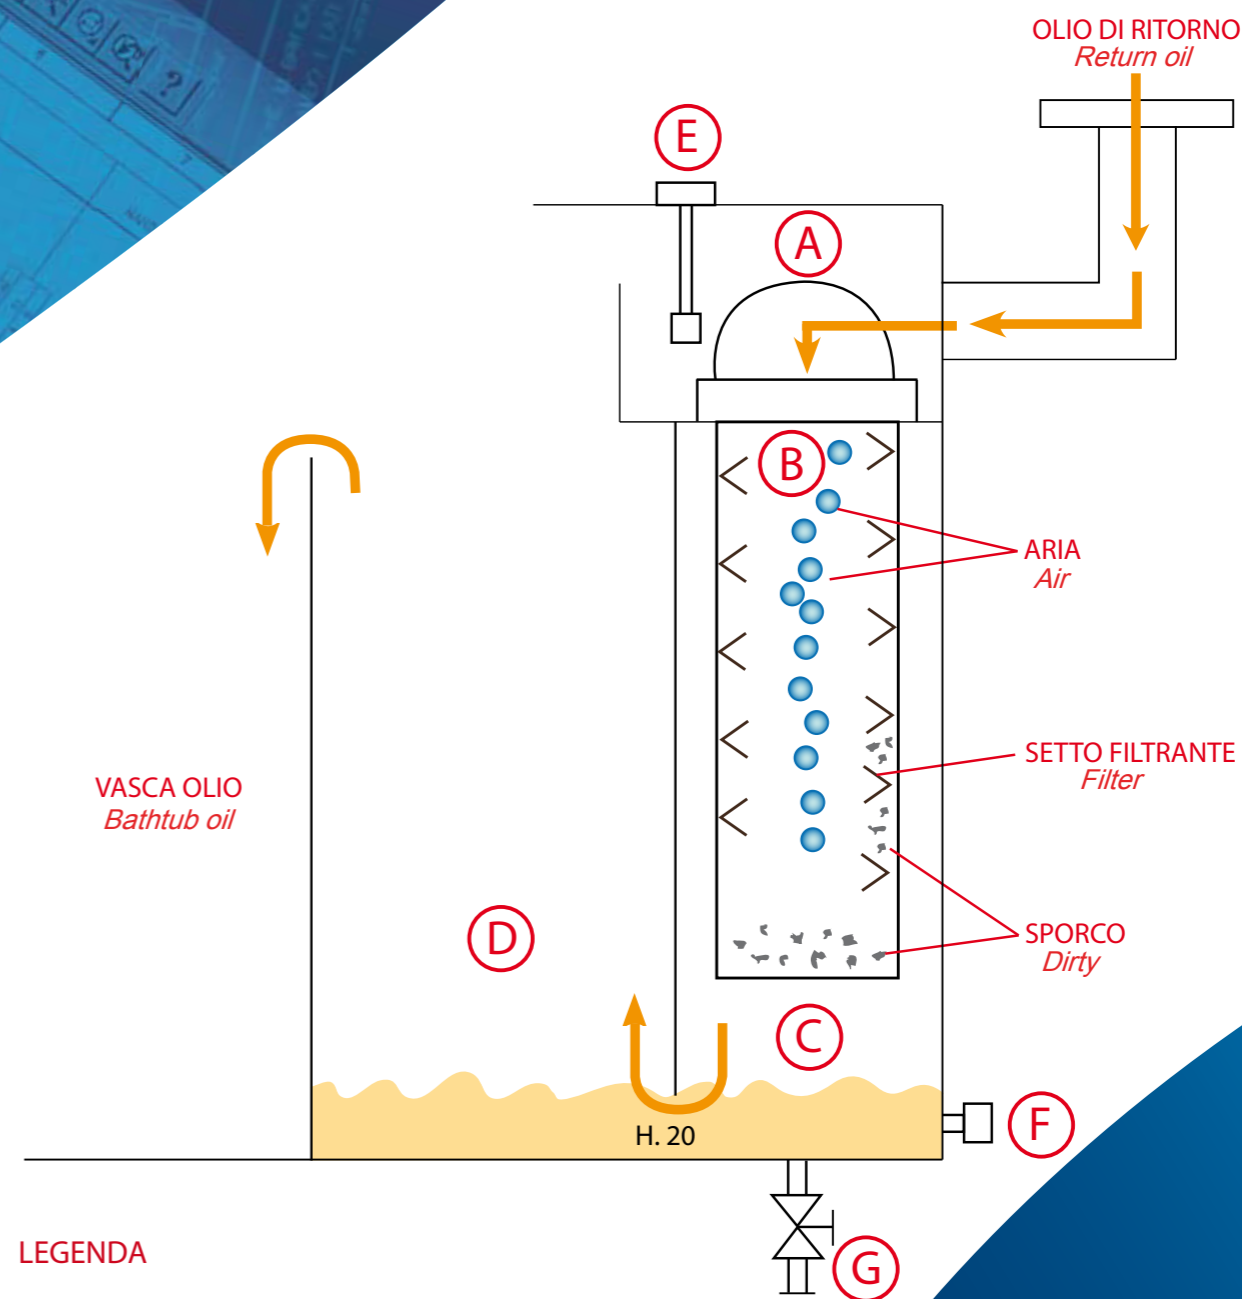 OLIO DI RITORNO
Return oil
E
A
B
ARIA
Air
SETTO FILTRANTE
Filter
VASCA OLIO
Bathtub oil
D
SPORCO
Dirty
C
H. 20
F
G
LEGENDA